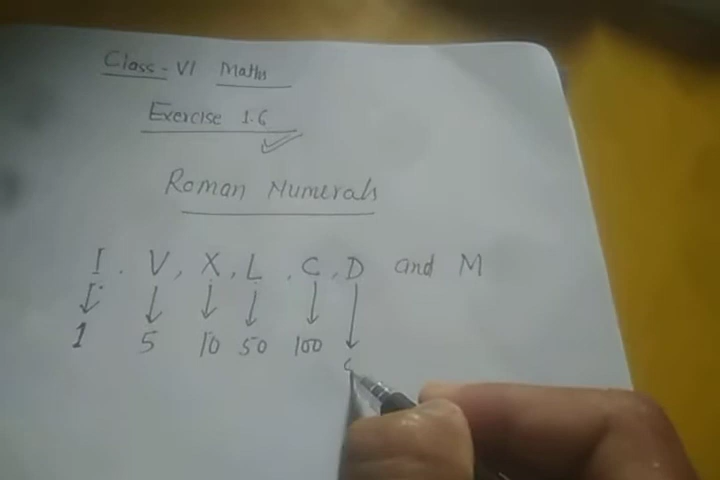 Class - VI Maths
Exercise 1.6
Roman Numerals
I, V, X, L, C, D and M
1 5 10 50 100